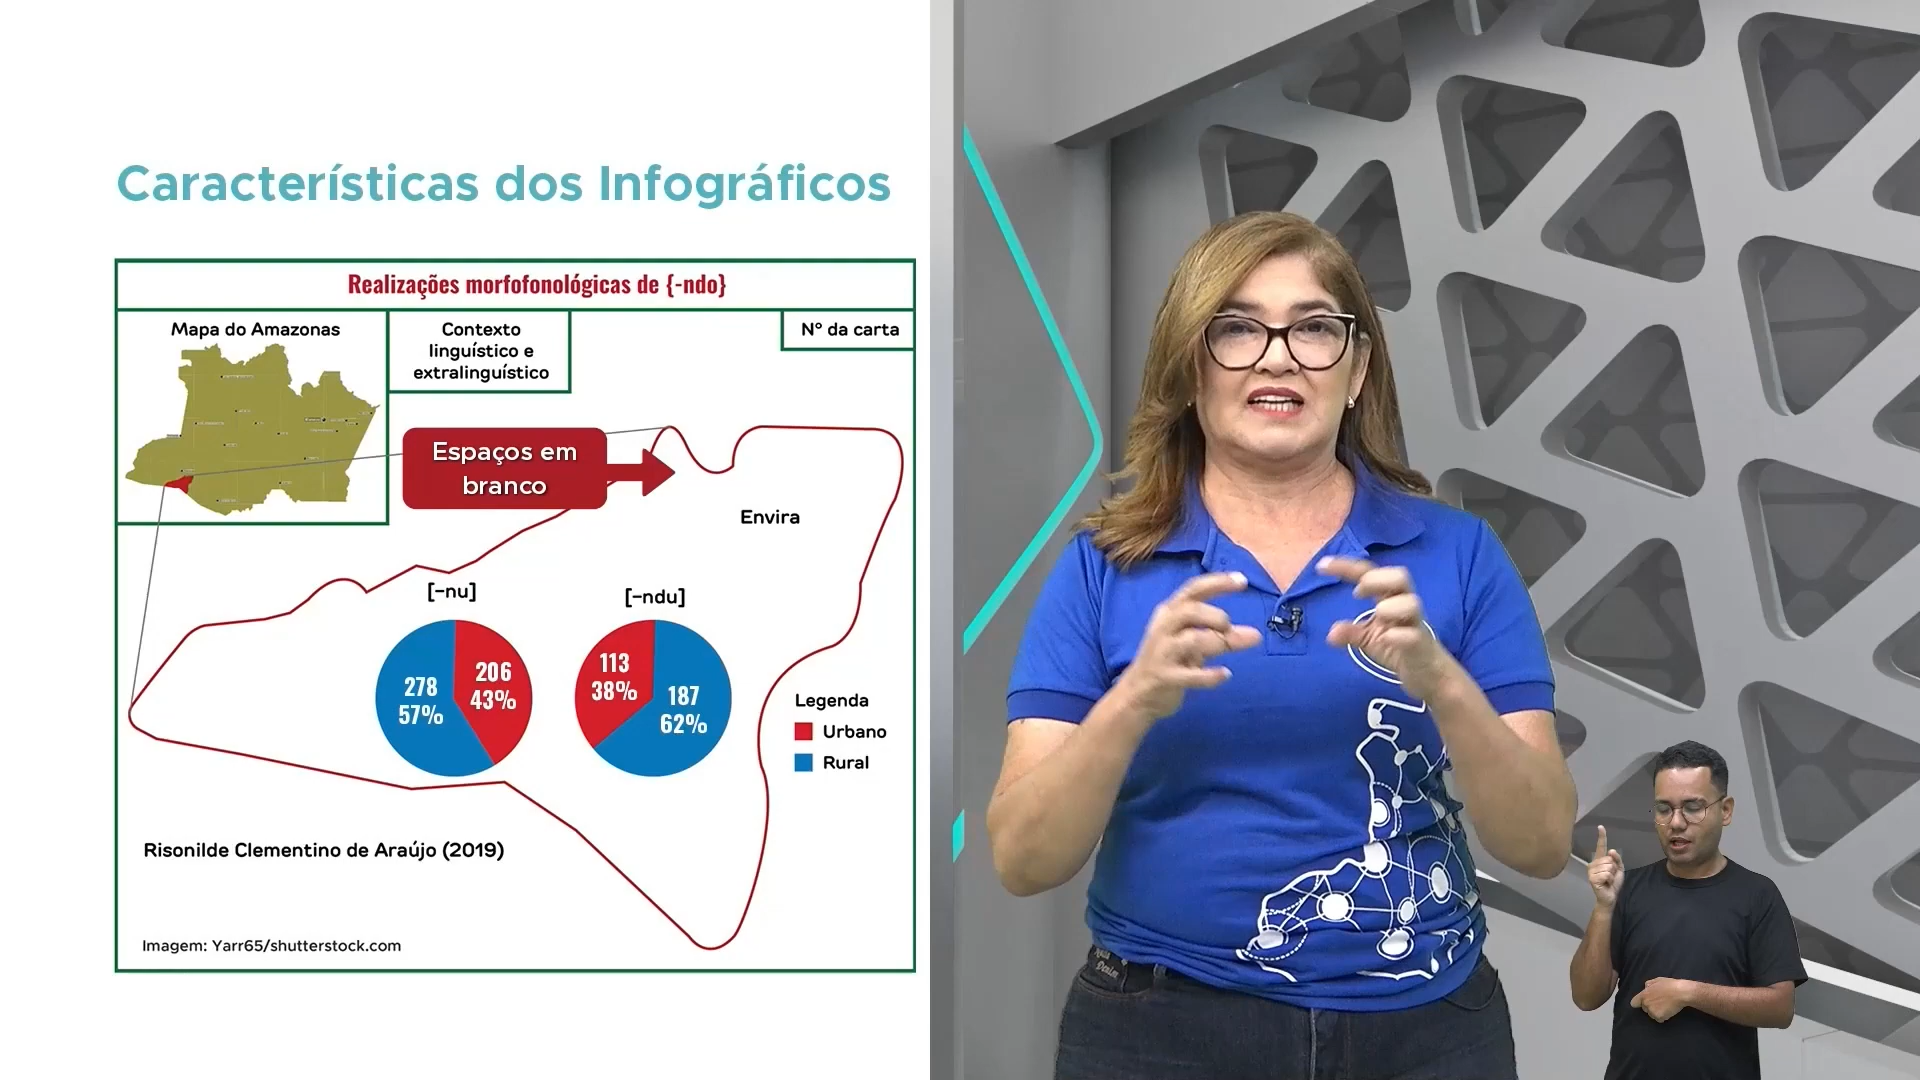 Características dos Infográficos
Realizações morfofonológicas de {-ndo}
Mapa do Amazonas
Contexto
linguístico e
extralinguístico
N° da carta
Espaços em
branco
Envira
[-nu]
[-ndu]
278
57%
206
43%
113
38%
187
62%
Legenda
Urbano
Rural
Risonilde Clementino de Araújo (2019)
Imagem: Yarr65/shutterstock.com